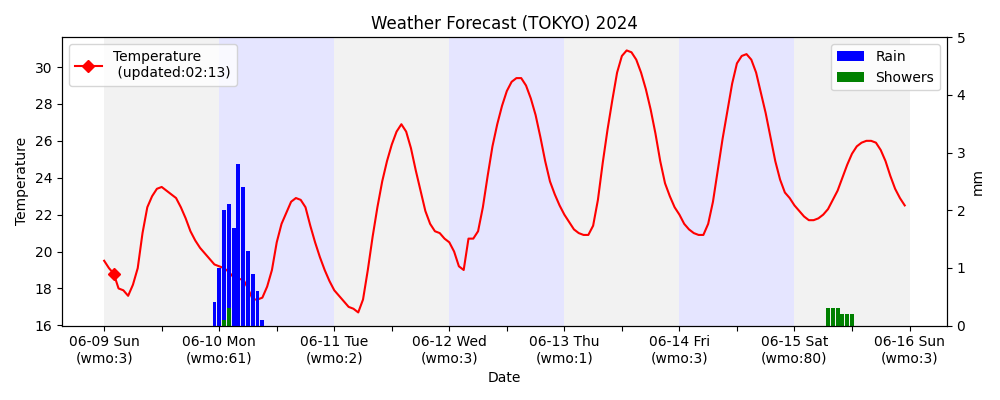 Weather Forecast (TOKYO) 2024
Temperature
(updated:02:13)
Rain
Showers
Temperature
30
28
26
24
22
20
18
16
5
4
3
2
1
0
mm
06-09 Sun
(wmo:3)
06-10 Mon
(wmo:61)
06-11 Tue
(wmo:2)
06-12 Wed
(wmo:3)
06-13 Thu
(wmo:1)
06-14 Fri
(wmo:3)
06-15 Sat
(wmo:80)
06-16 Sun
(wmo:3)
Date